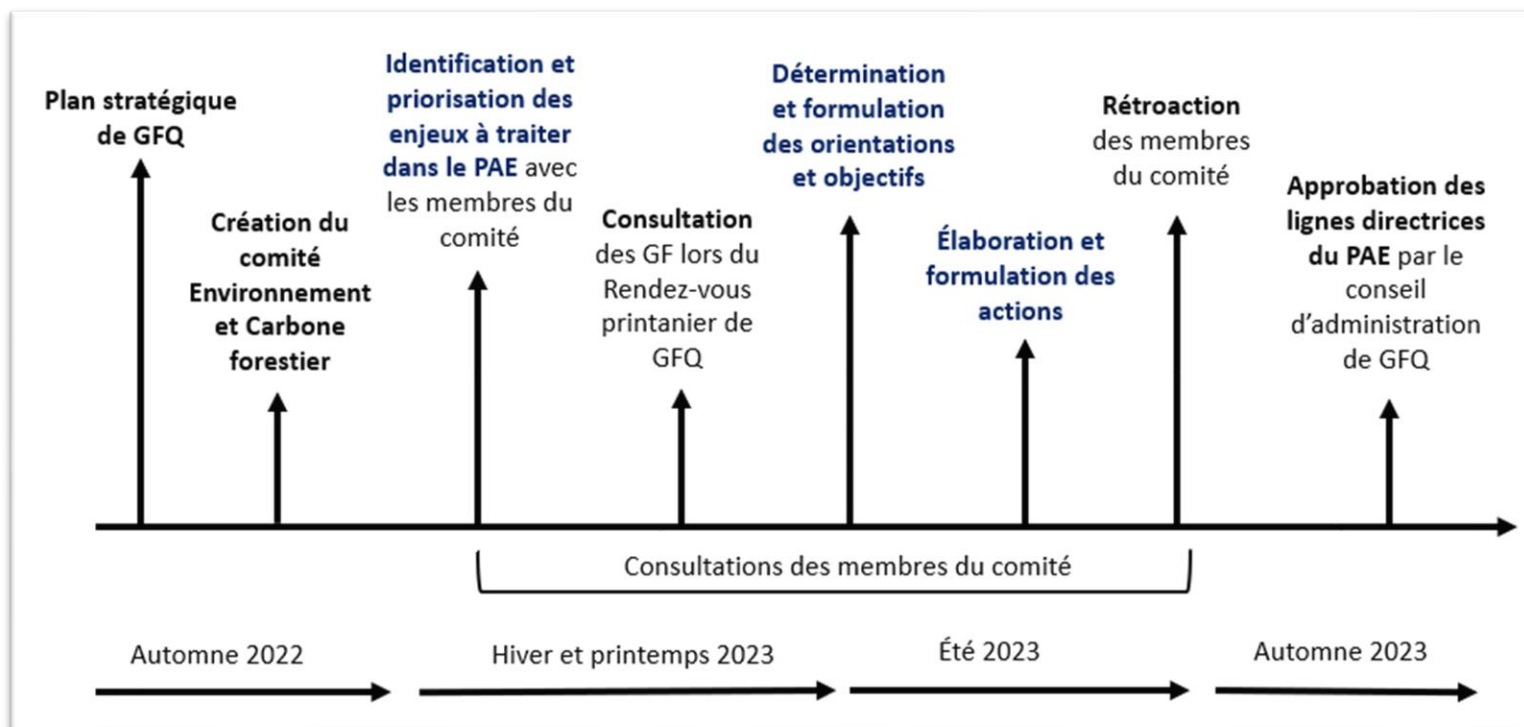 Plan stratégique
de GFQ
Création du
comité
Environnement
et Carbone
forestier
Identification et
priorisation des
enjeux à traiter
dans le PAE avec
les membres du
comité
Consultation
des GF lors du
Rendez-vous
printanier de
GFQ
Détermination
et formulation
des orientations
et objectifs
Élaboration et
formulation des
actions
Rétroaction
des membres
du comité
Approbation des
lignes directrices
du PAE par le
conseil
d’administration
de GFQ
Consultations des membres du comité
Automne 2022
Hiver et printemps 2023
Été 2023
Automne 2023